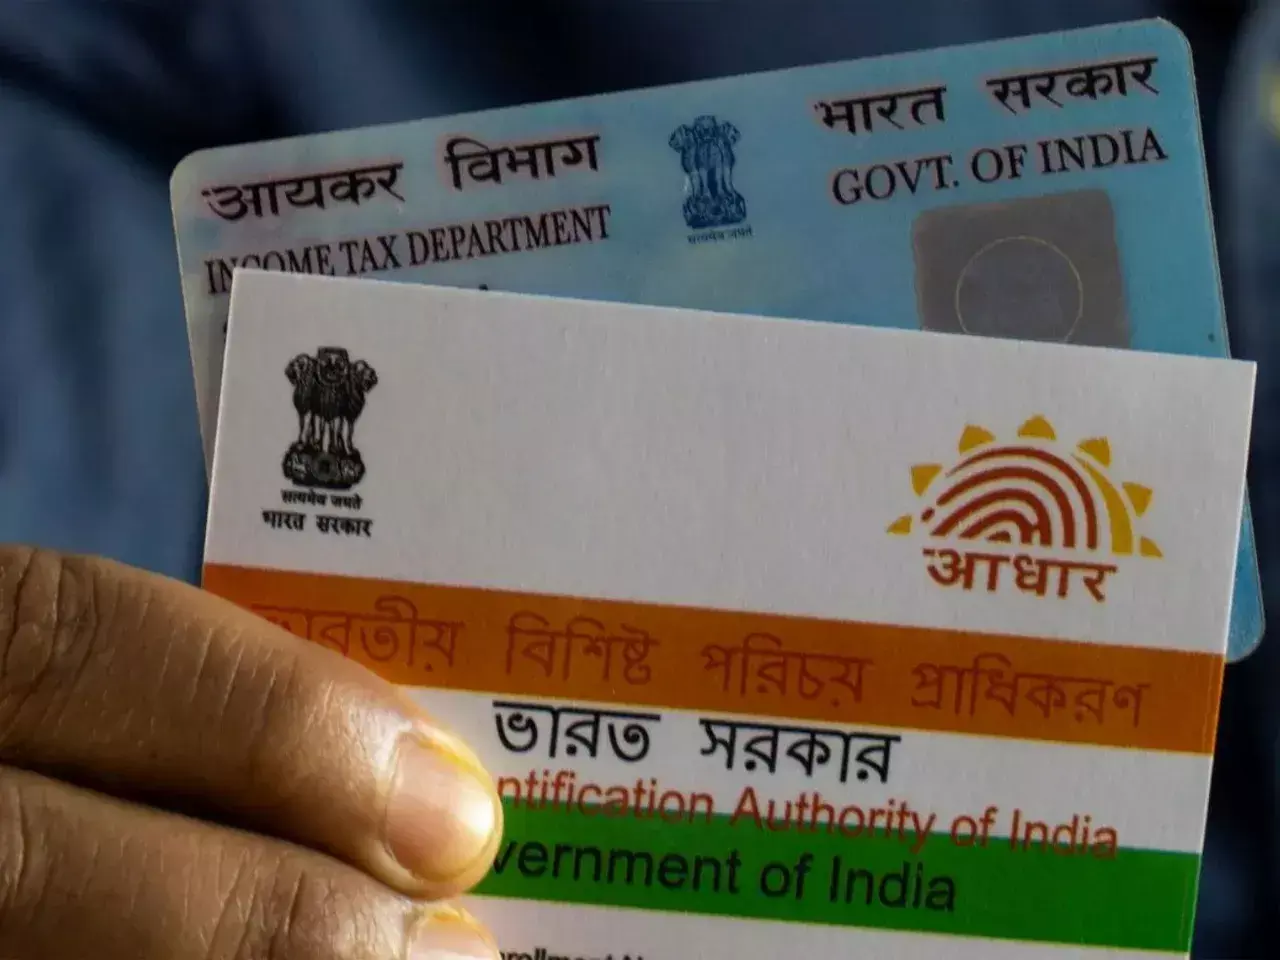 आयकर विभाग
INCOME TAX DEPARTMENT
सत्यमेव जयते
भारत सरकार
GOVT. OF INDIA
सत्यमेव जयते
भारत सरकार
आधार
ভারতীয় বিশিষ্ট পরিচয় প্রাধিকরণ
ভারত সরকার
ntification Authority of India
vernment of India